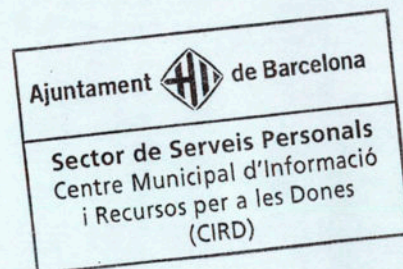 Ajuntament de Barcelona
Sector de Serveis Personals
Centre Municipal d'Informació
i Recursos per a les Dones
(CIRD)